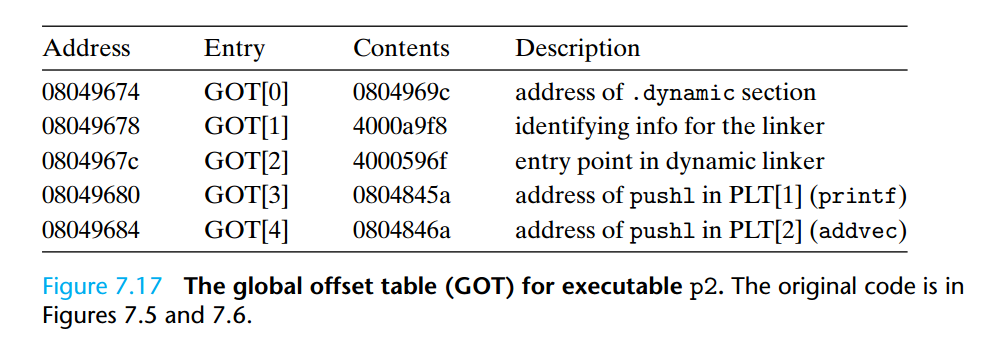 Address Entry Contents Description
08049674 GOT[0] 0804969c address of .dynamic section
08049678 GOT[1] 4000a9f8 identifying info for the linker
0804967c GOT[2] 4000596f entry point in dynamic linker
08049680 GOT[3] 0804845a address of pushl in PLT[1] (printf)
08049684 GOT[4] 0804846a address of pushl in PLT[2] (addvec)
Figure 7.17 The global offset table (GOT) for executable p2. The original code is in
Figures 7.5 and 7.6.